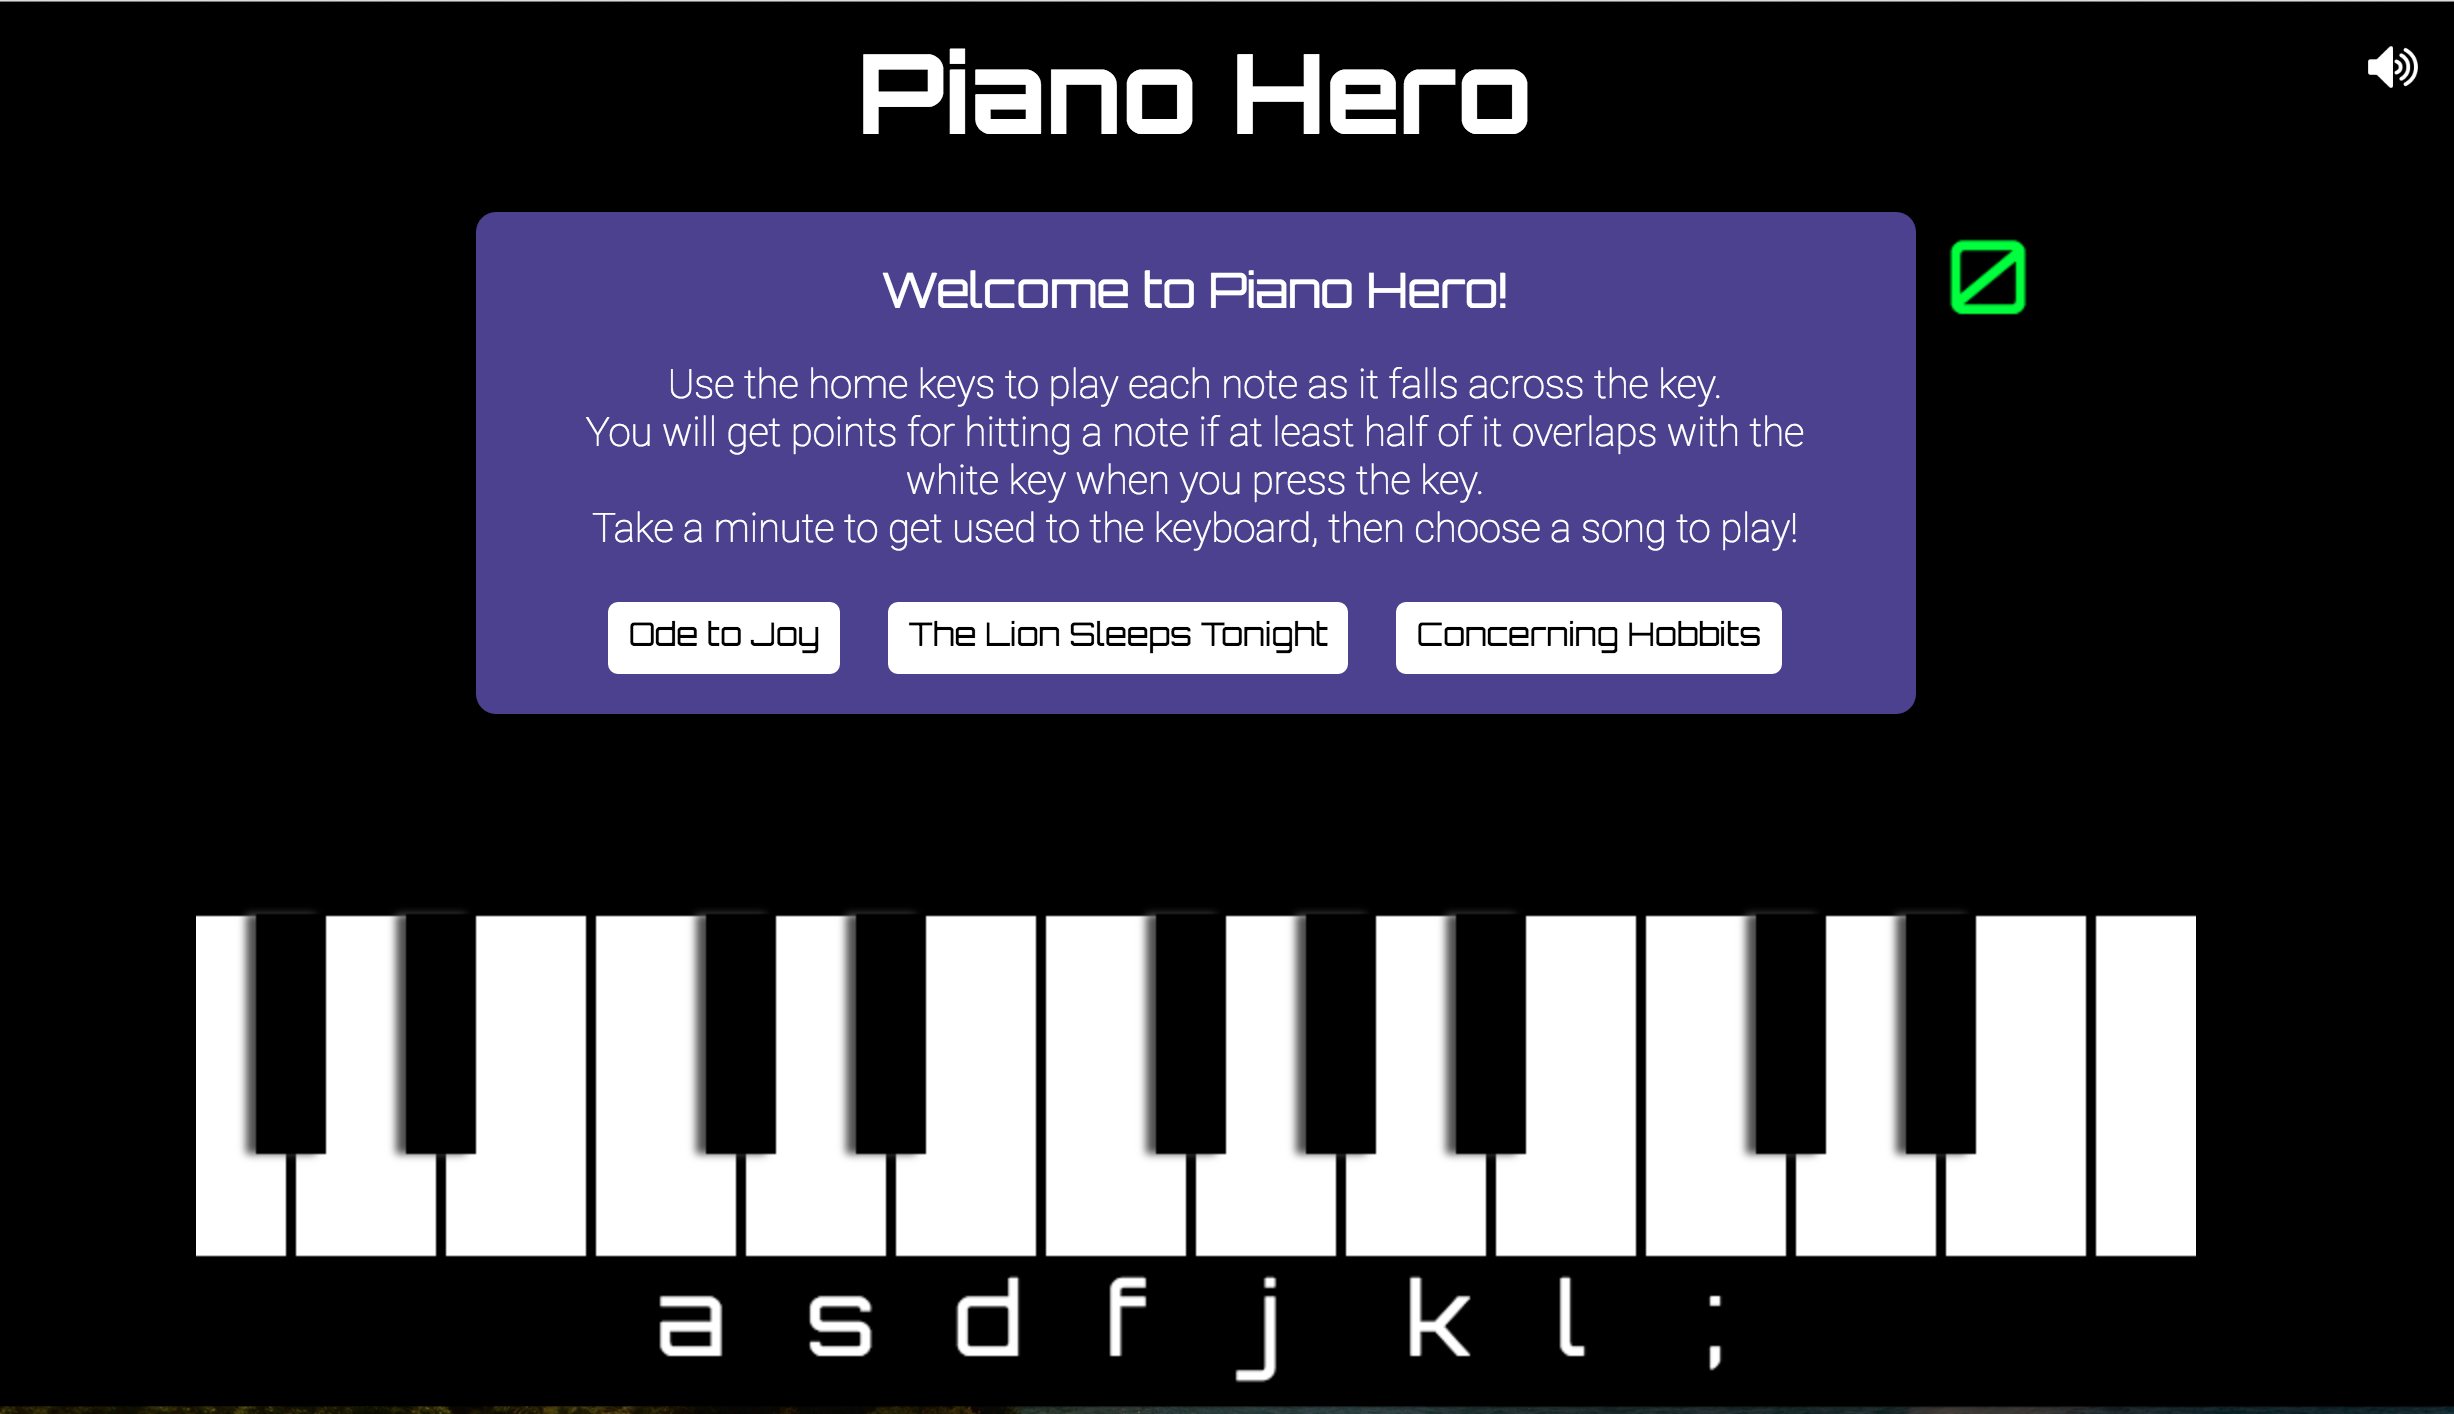 Piano Hero
0
Welcome to Piano Hero!
Use the home keys to play each note as it falls across the key.
You will get points for hitting a note if at least half of it overlaps with the
white key when you press the key.
Take a minute to get used to the keyboard, then choose a song to play!
Ode to Joy
The Lion Sleeps Tonight
Concerning Hobbits
a s d f j k l ;